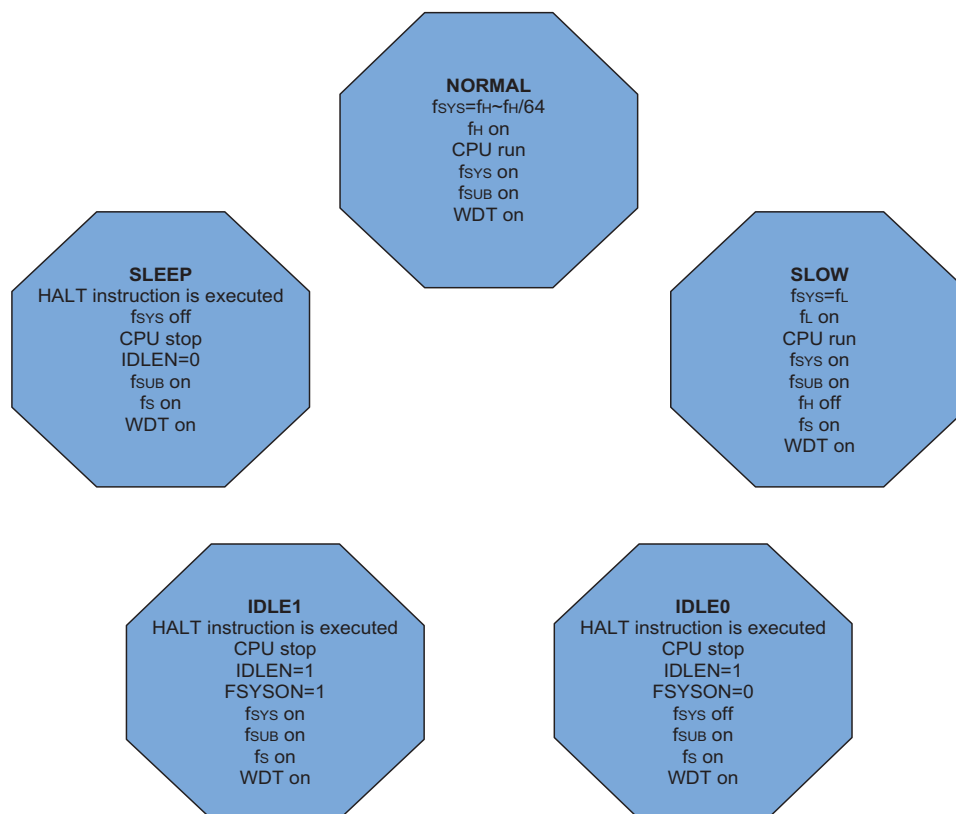 NORMAL
fSYS=fH~fH/64
fH on
CPU run
fSYS on
fSUB on
WDT on
SLEEP
HALT instruction is executed
fSYS off
CPU stop
IDLEN=0
fSUB on
fS on
WDT on
SLOW
fSYS=fL
fL on
CPU run
fSYS on
fSUB on
fH off
fS on
WDT on
IDLE1
HALT instruction is executed
CPU stop
IDLEN=1
FSYSON=1
fSYS on
fSUB on
fS on
WDT on
IDLE0
HALT instruction is executed
CPU stop
IDLEN=1
FSYSON=0
fSYS off
fSUB on
fS on
WDT on